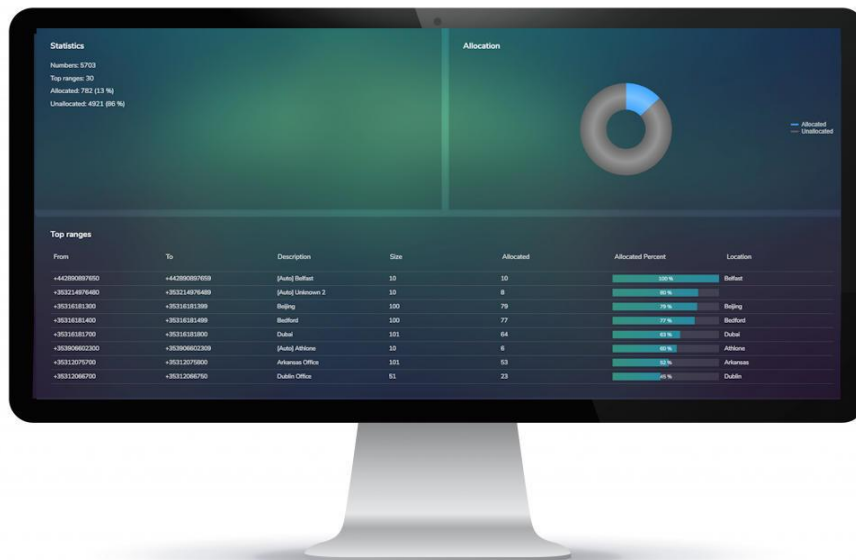 Statistics
Numbers: 5703
Top ranges: 30
Allocated: 782 (13 %)
Unallocated: 4921 (86 %)
Allocation
Allocated
Unallocated
Top ranges
From To Description Size Allocated Allocated Percent Location
+442890897650 +442890897659 [Auto] Belfast 10 10 100 % Belfast
+353214976480 +353214976489 [Auto] Unknown 2 10 8 80 %
+35316181300 +35316181399 Beijing 100 79 79 % Beijing
+35316181400 +35316181499 Bedford 100 77 77 % Bedford
+35316181700 +35316181800 Dubai 101 64 63 % Dubai
+353906602300 +353906602309 [Auto] Athlone 10 6 60 % Athlone
+35312075700 +35312075800 Arkansas Office 101 53 52 % Arkansas
+35312066700 +35312066750 Dublin Office 51 23 45 % Dublin